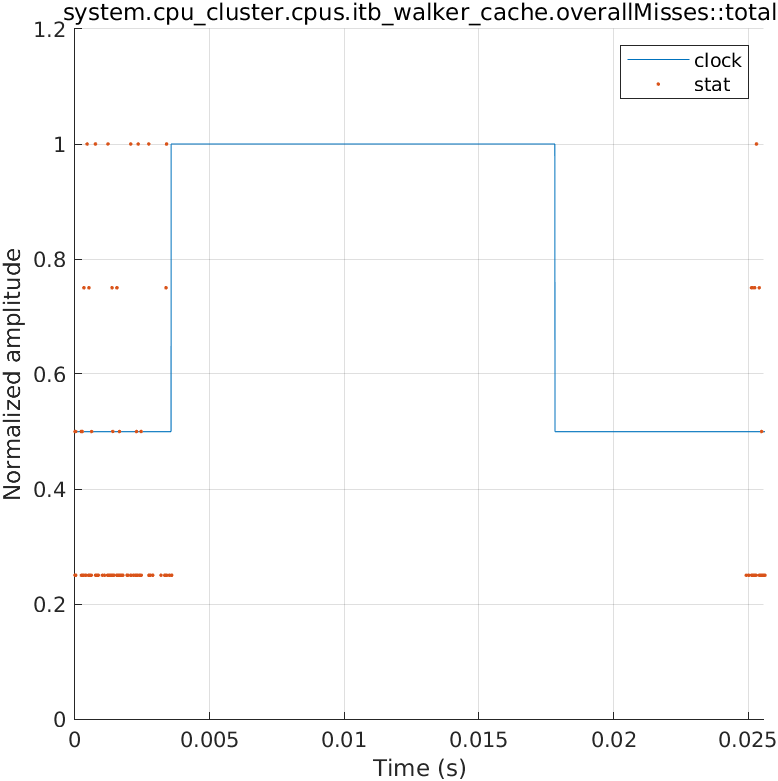 system.cpu_cluster.cpus.itb_walker_cache.overallMisses::total
clock
stat
Normalized amplitude
1.2
1
0.8
0.6
0.4
0.2
0
0 0.005 0.01 0.015 0.02 0.025
Time (s)